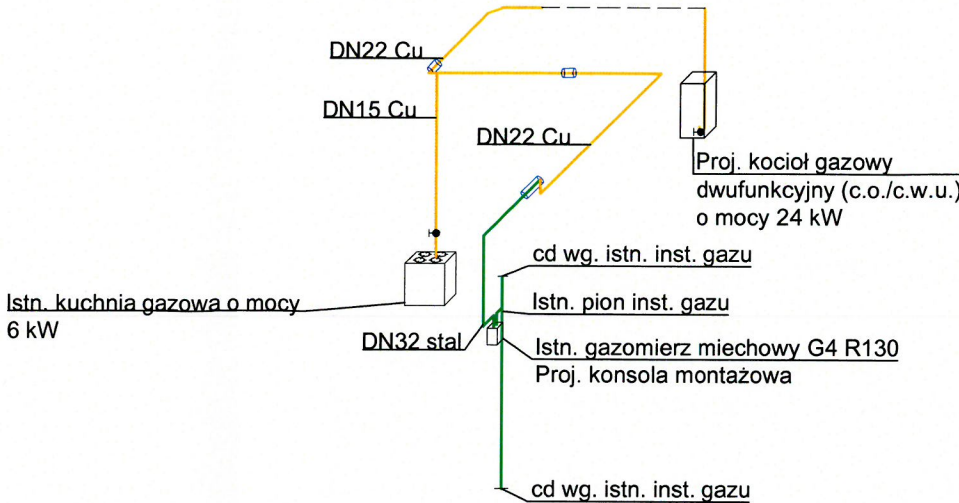 DN22 Cu
DN15 Cu
DN22 Cu
Proj. kocioł gazowy
dwufunkcyjny (c.o./c.w.u.)
o mocy 24 kW
cd wg. istn. inst. gazu
Istn. kuchnia gazowa o mocy
6 kW
Istn. pion inst. gazu
DN32 stal
Istn. gazomierz miechowy G4 R130
Proj. konsola montażowa
cd wg. istn. inst. gazu